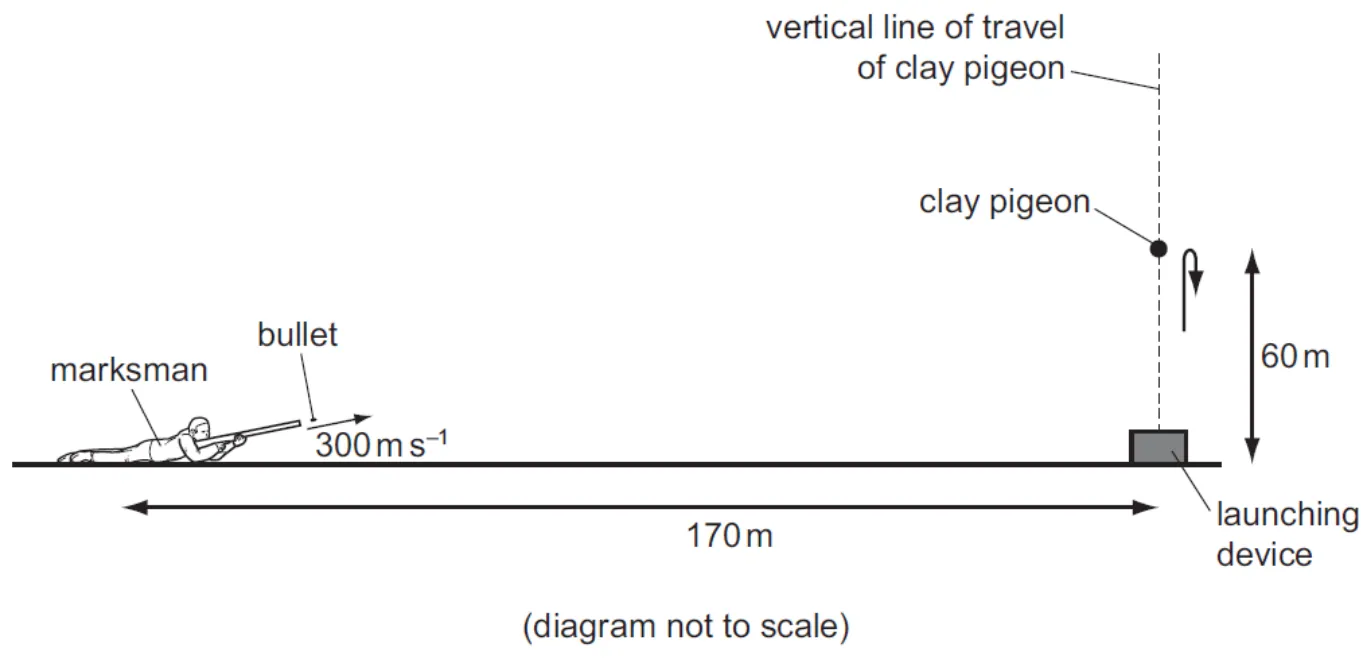 vertical line of travel
of clay pigeon
clay pigeon
bullet
marksman
300 m s–1
60 m
170 m
launching
device
(diagram not to scale)